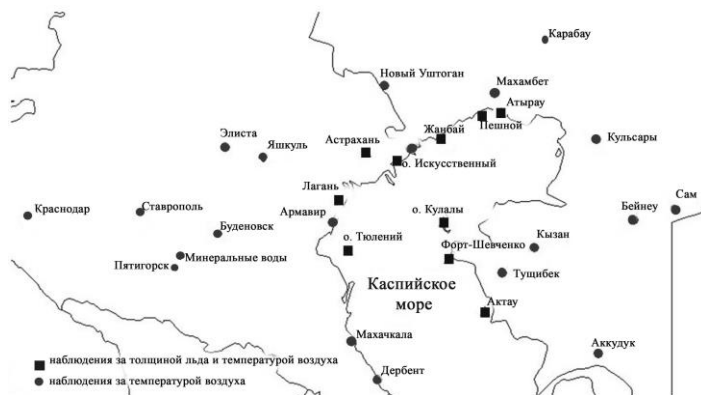 Карабау
Новый Уштоган
Махамбет
Атырау
Пешной
Жанбай
Кульсары
Элиста
Яшкуль
Астрахань
о. Искусственный
Лагань
Краснодар
Ставрополь
Армавир
о. Кулалы
Бейнеу
Сам
Буденовск
о. Тюлений
Форт-Шевченко
Кызан
Минеральные воды
Пятигорск
Тущибек
Каспийское
море
Актау
Махачкала
Аккудук
наблюдения за толщиной льда и температурой воздуха
Дербент
наблюдения за температурой воздуха